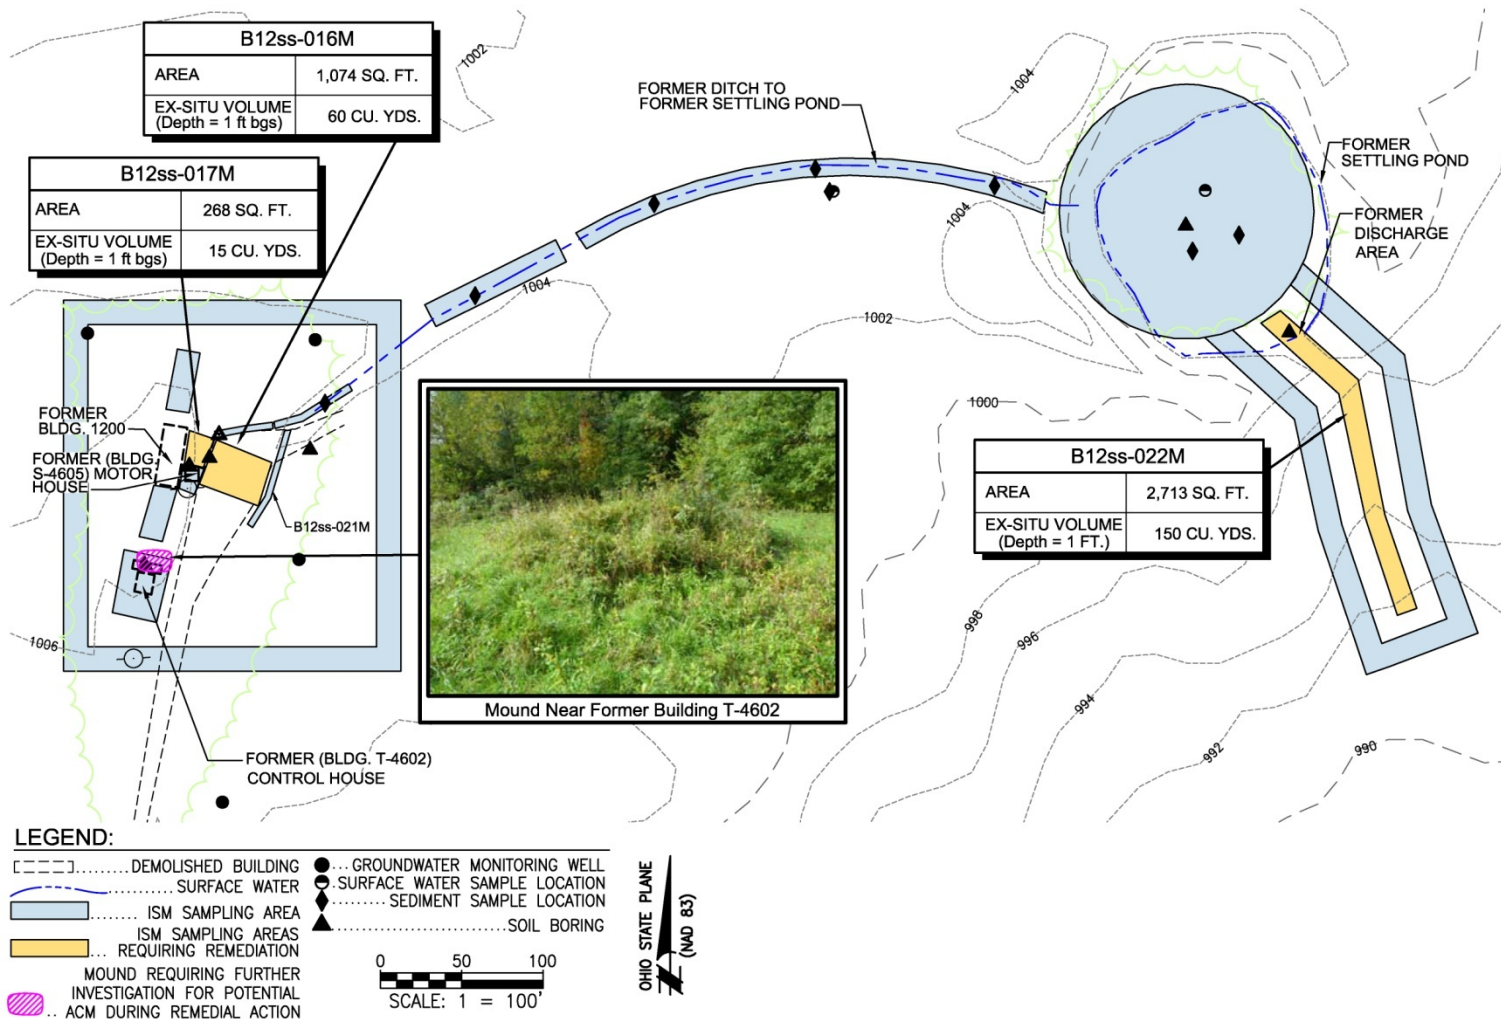 B12ss-016M
AREA 1,074 SQ. FT.
EX-SITU VOLUME
(Depth = 1 ft bgs) 60 CU. YDS.
B12ss-017M
AREA 268 SQ. FT.
EX-SITU VOLUME
(Depth = 1 ft bgs) 15 CU. YDS.
1002
FORMER DITCH TO
FORMER SETTLING POND
1004
FORMER
SETTLING POND
FORMER
DISCHARGE
AREA
1004
1004
1002
1000
FORMER
BLDG. 1200
FORMER (BLDG.
S-4605) MOTOR
HOUSE
B12ss-021M
B12ss-022M
AREA 2,713 SQ. FT.
EX-SITU VOLUME
(Depth = 1 FT.) 150 CU. YDS.
1006
998
996
994
992
990
Mound Near Former Building T-4602
FORMER (BLDG. T-4602)
CONTROL HOUSE
LEGEND:
DEMOLISHED BUILDING
SURFACE WATER
ISM SAMPLING AREA
ISM SAMPLING AREAS
REQUIRING REMEDIATION
MOUND REQUIRING FURTHER
INVESTIGATION FOR POTENTIAL
ACM DURING REMEDIAL ACTION
GROUNDWATER MONITORING WELL
SURFACE WATER SAMPLE LOCATION
SEDIMENT SAMPLE LOCATION
SOIL BORING
0 50 100
SCALE: 1 = 100'
OHIO STATE PLANE
(NAD 83)